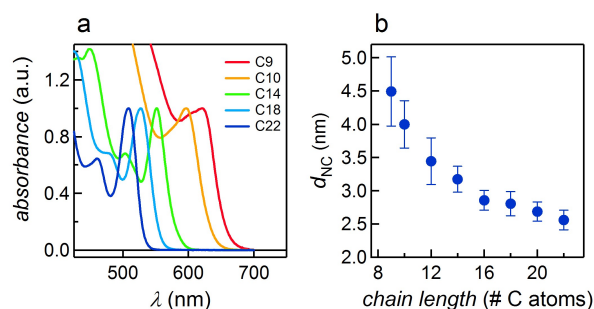 a
absorbance (a.u.)
1.2
0.8
0.4
0.0
C9
C10
C14
C18
C22
500
600
700
λ (nm)
b
d_NC (nm)
5.0
4.5
4.0
3.5
3.0
2.5
2.0
8
12
16
20
chain length (# C atoms)